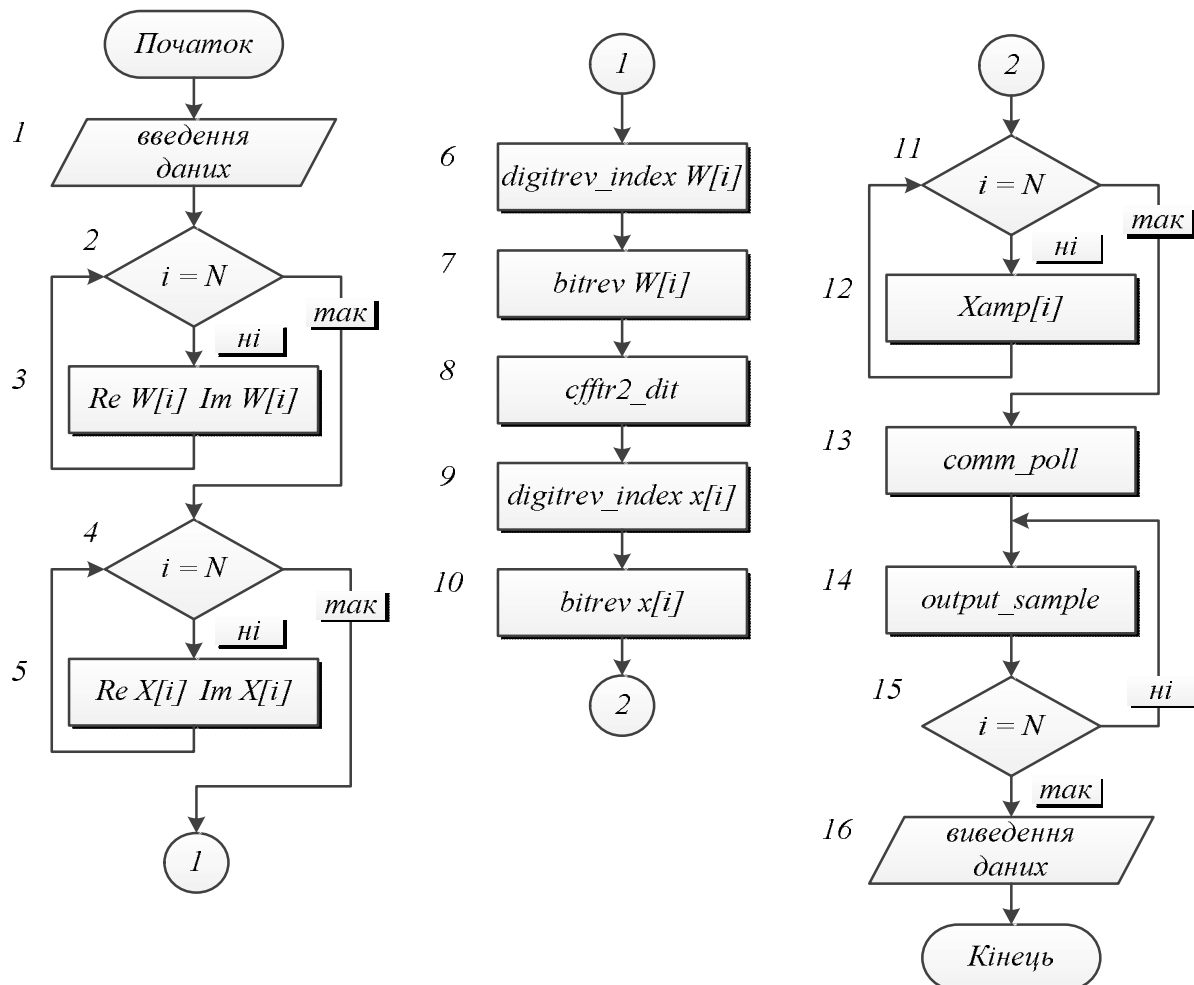 Початок
1
введення
даних
2
i = N
так
ні
3
Re W[i] Im W[i]
4
i = N
так
ні
5
Re X[i] Im X[i]
1
1
6
digitrev_index W[i]
7
bitrev W[i]
8
cfftr2_dit
9
digitrev_index x[i]
10
bitrev x[i]
2
2
11
i = N
так
ні
12
Xamp[i]
13
comm_poll
14
output_sample
15
i = N
ні
так
16
виведення
даних
Кінець